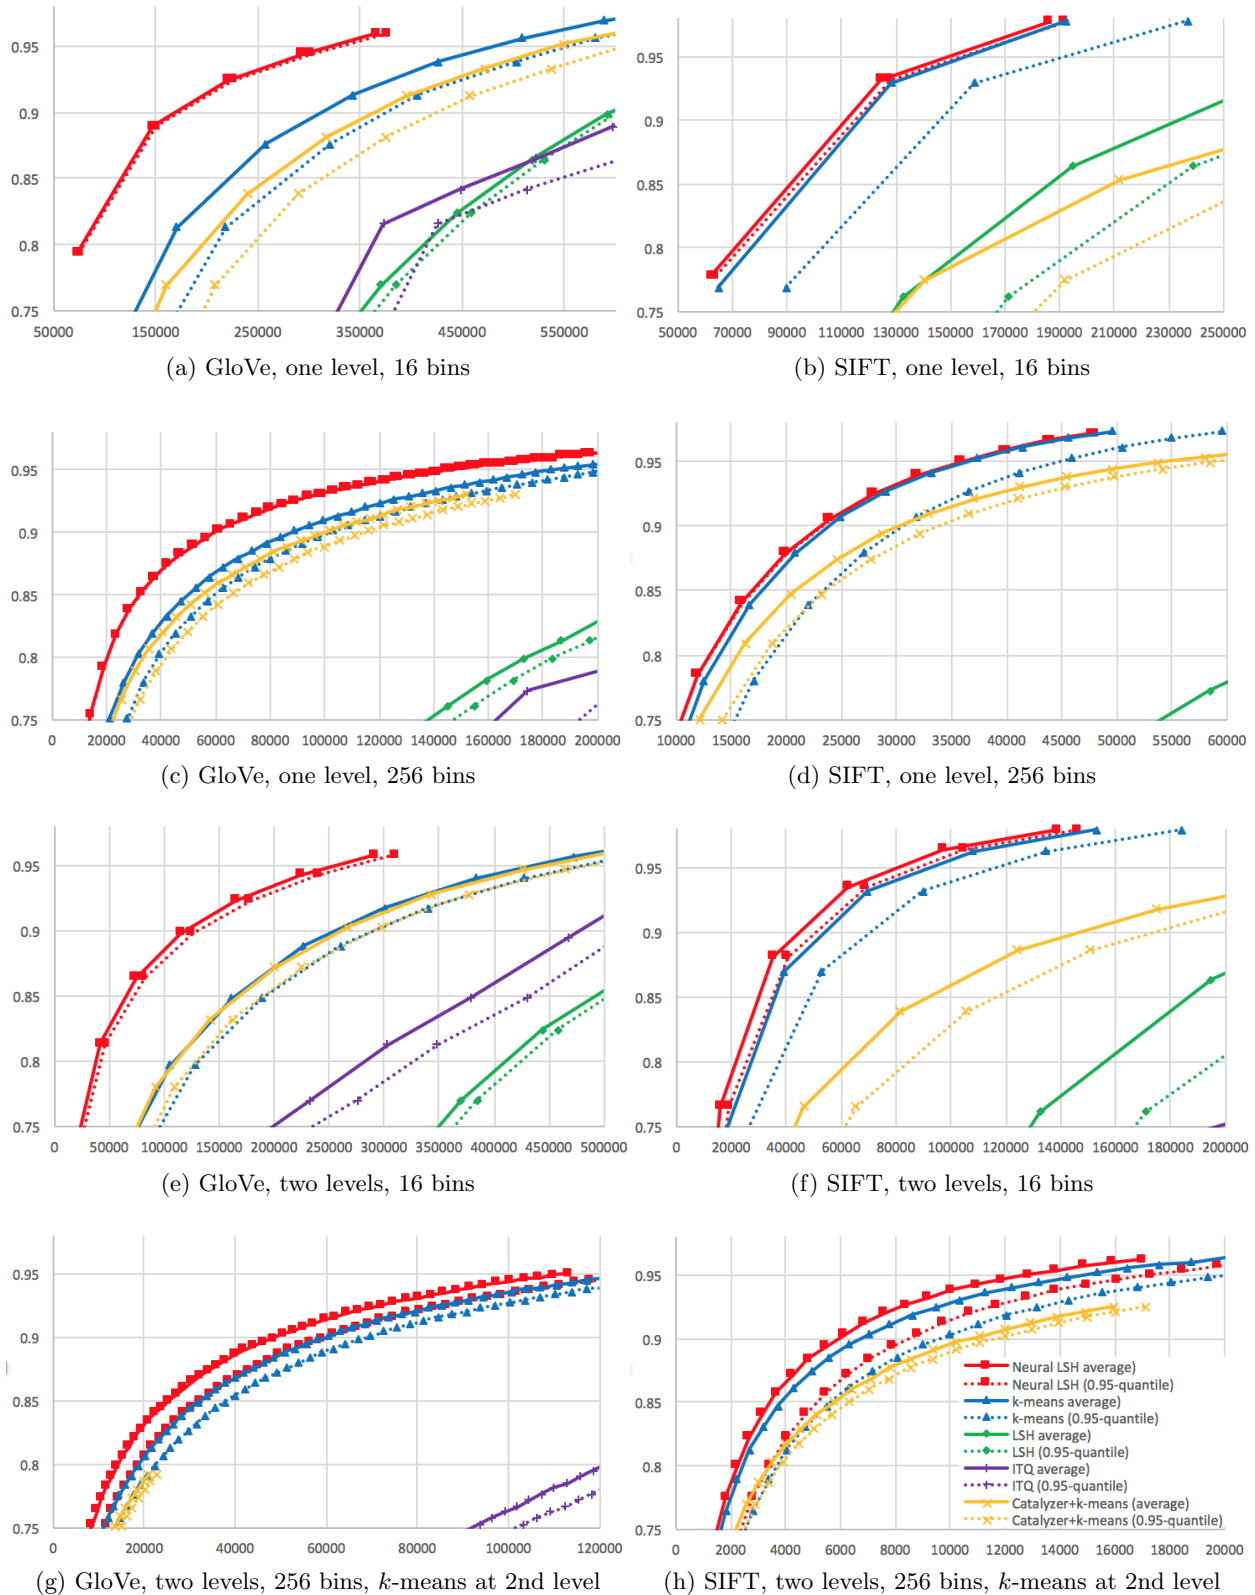 0.95
0.9
0.85
0.8
0.75
50000 150000 250000 350000 450000 550000
(a) GloVe, one level, 16 bins
0.95
0.9
0.85
0.8
0.75
50000 70000 90000 110000 130000 150000 170000 190000 210000 230000 250000
(b) SIFT, one level, 16 bins
0.95
0.9
0.85
0.8
0.75
0 20000 40000 60000 80000 100000 120000 140000 160000 180000 200000
(c) GloVe, one level, 256 bins
0.95
0.9
0.85
0.8
0.75
10000 15000 20000 25000 30000 35000 40000 45000 50000 55000 60000
(d) SIFT, one level, 256 bins
0.95
0.9
0.85
0.8
0.75
0 50000 100000 150000 200000 250000 300000 350000 400000 450000 500000
(e) GloVe, two levels, 16 bins
0.95
0.9
0.85
0.8
0.75
0 20000 40000 60000 80000 100000 120000 140000 160000 180000 200000
(f) SIFT, two levels, 16 bins
0.95
0.9
0.85
0.8
0.75
0 20000 40000 60000 80000 100000 120000
(g) GloVe, two levels, 256 bins, k-means at 2nd level
0.95
0.9
0.85
0.8
0.75
0 2000 4000 6000 8000 10000 12000 14000 16000 18000 20000
Neural LSH average)
Neural LSH (0.95-quantile)
k-means average)
k-means (0.95-quantile)
LSH average)
LSH (0.95-quantile)
ITQ average)
ITQ (0.95-quantile)
Catalyzer+k-means (average)
Catalyzer+k-means (0.95-quantile)
(h) SIFT, two levels, 256 bins, k-means at 2nd level